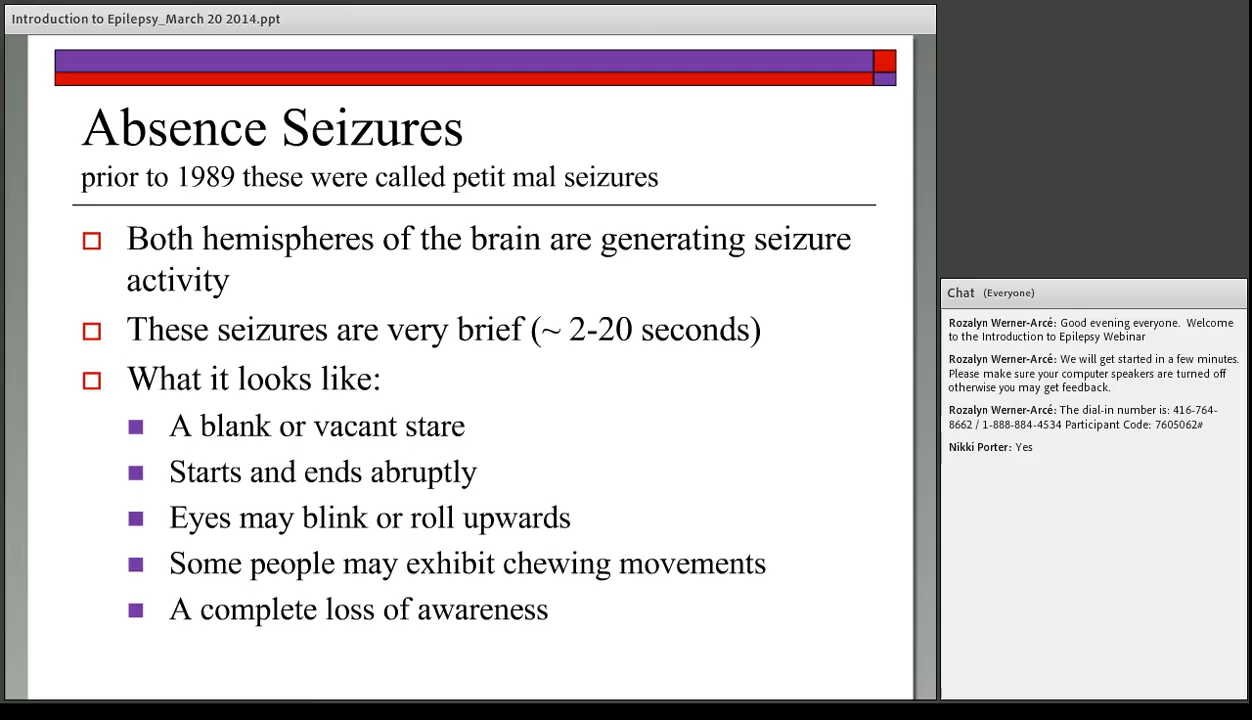 Introduction to Epilepsy_March 20 2014.ppt
Absence Seizures
prior to 1989 these were called petit mal seizures
Both hemispheres of the brain are generating seizure
activity
These seizures are very brief (~ 2-20 seconds)
What it looks like:
A blank or vacant stare
Starts and ends abruptly
Eyes may blink or roll upwards
Some people may exhibit chewing movements
A complete loss of awareness
Chat (Everyone)
Rozalyn Werner-Arcé: Good evening everyone. Welcome
to the Introduction to Epilepsy Webinar
Rozalyn Werner-Arcé: We will get started in a few minutes.
Please make sure your computer speakers are turned off
otherwise you may get feedback.
Rozalyn Werner-Arcé: The dial-in number is: 416-764-
8662 / 1-888-884-4534 Participant Code: 7605062#
Nikki Porter: Yes